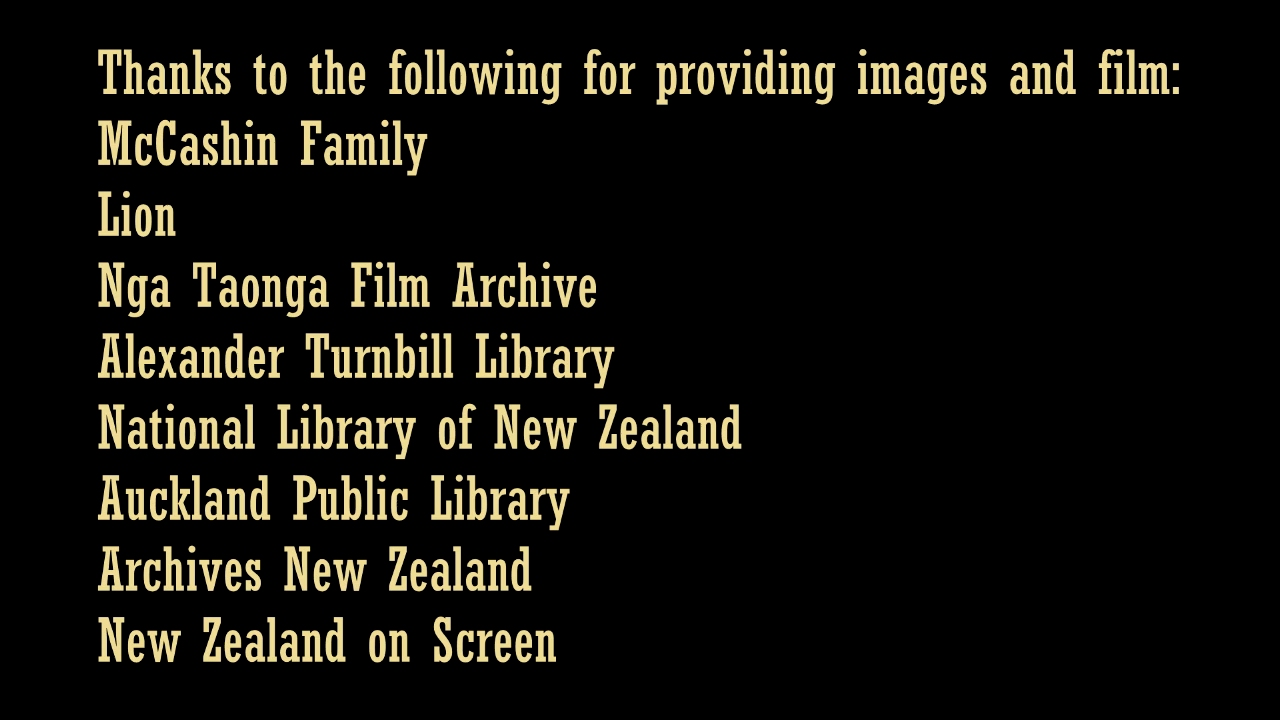 Thanks to the following for providing images and film:
McCashin Family
Lion
Nga Taonga Film Archive
Alexander Turnbill Library
National Library of New Zealand
Auckland Public Library
Archives New Zealand
New Zealand on Screen